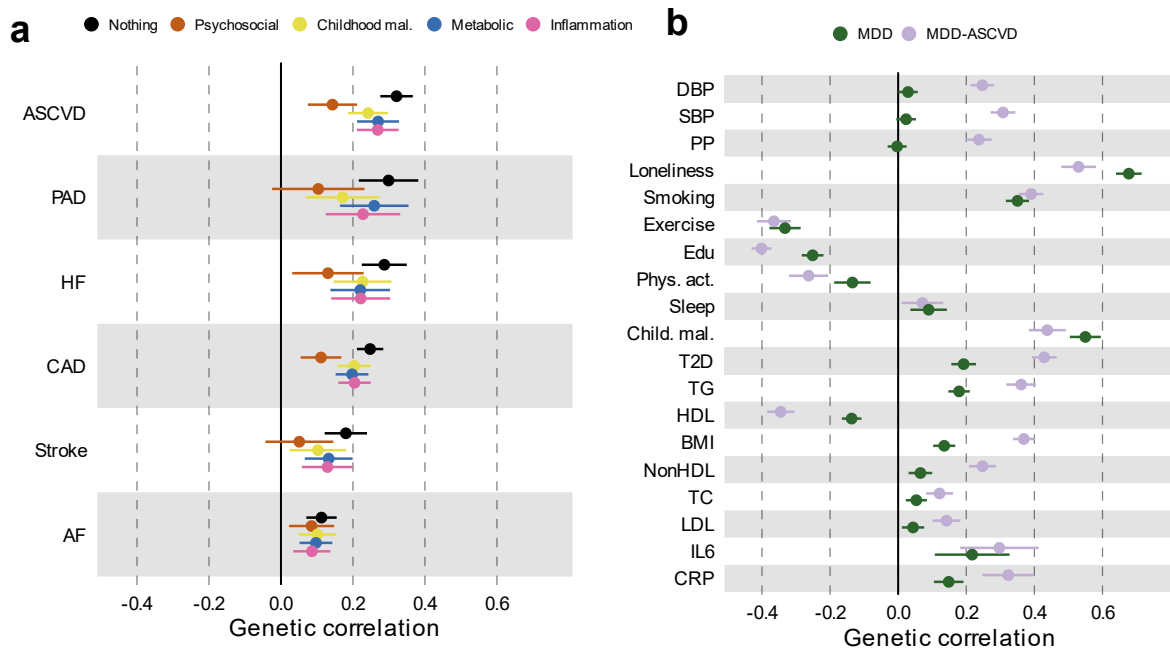 a
Nothing Psychosocial Childhood mal. Metabolic Inflammation
ASCVD
PAD
HF
CAD
Stroke
AF
-0.4 -0.2 0.0 0.2 0.4 0.6
Genetic correlation
b
MDD MDD-ASCVD
DBP
SBP
PP
Loneliness
Smoking
Exercise
Edu
Phys. act.
Sleep
Child. mal.
T2D
TG
HDL
BMI
NonHDL
TC
LDL
IL6
CRP
-0.4 -0.2 0.0 0.2 0.4 0.6
Genetic correlation